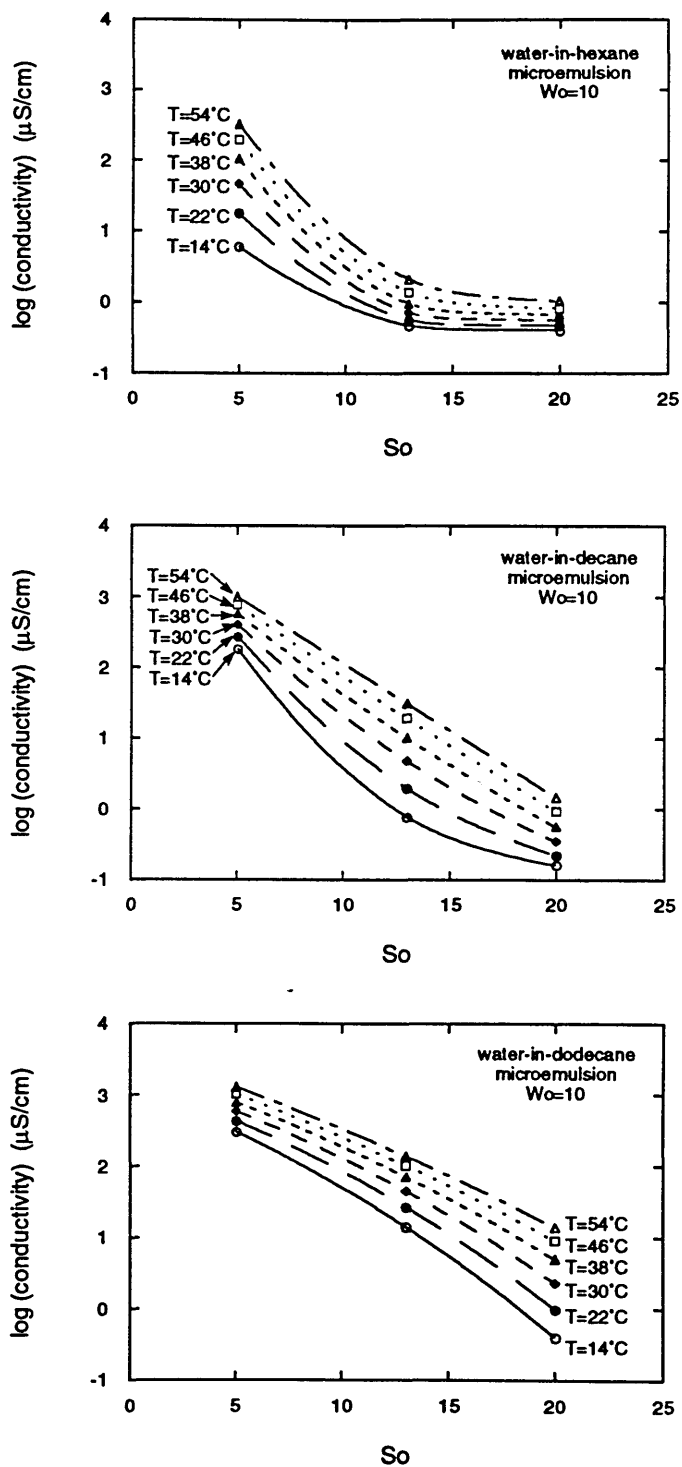 water-in-hexane
microemulsion
Wo=10
T=54°C
T=46°C
T=38°C
T=30°C
T=22°C
T=14°C
4
3
2
1
0
-1
log (conductivity) (μS/cm)
0
5
10
15
20
25
So
water-in-decane
microemulsion
Wo=10
T=54°C
T=46°C
T=38°C
T=30°C
T=22°C
T=14°C
4
3
2
1
0
-1
log (conductivity) (μS/cm)
0
5
10
15
20
25
So
water-in-dodecane
microemulsion
Wo=10
T=54°C
T=46°C
T=38°C
T=30°C
T=22°C
T=14°C
4
3
2
1
0
-1
log (conductivity) (μS/cm)
0
5
10
15
20
25
So